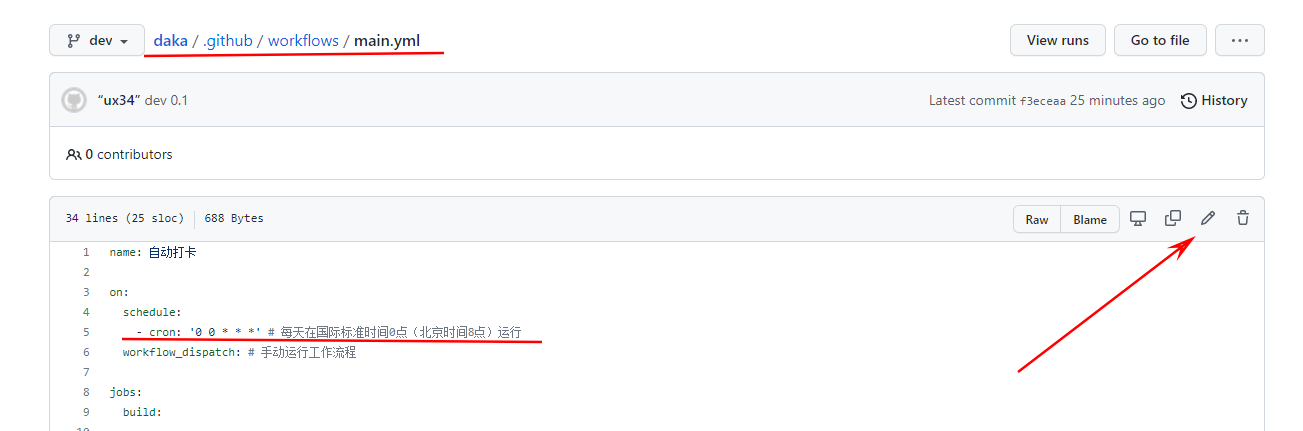 dev daka / .github / workflows / main.yml View runs Go to file ...
“ux34” dev 0.1 Latest commit f3eceaa 25 minutes ago History
0 contributors
34 lines (25 sloc) 688 Bytes Raw Blame
1 name: 自动打卡
2
3 on:
4 schedule:
5 - cron: '0 0 * * *' # 每天在国际标准时间0点（北京时间8点）运行
6 workflow_dispatch: # 手动运行工作流程
7
8 jobs:
9 build: